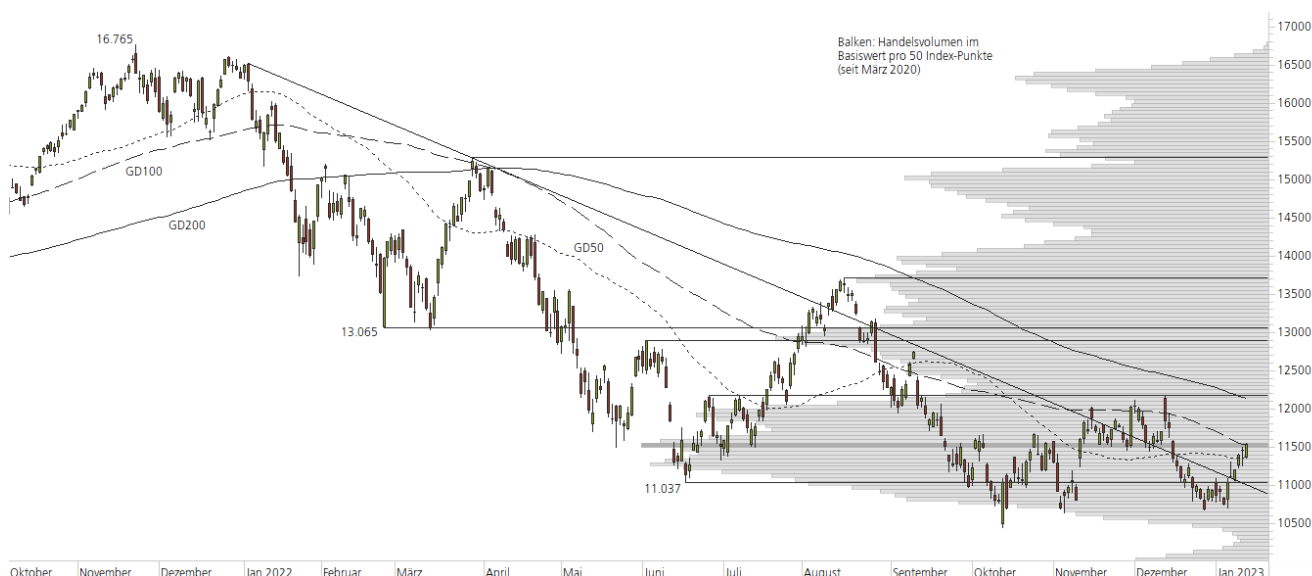 16.765
Balken: Handelsvolumen im
Basiswert pro 50 Index-Punkte
(seit März 2020)
17000
16500
16000
15500
15000
14500
14000
13500
13000
12500
12000
11500
11000
10500
GD100
GD200
GD50
13.065
11.037
Oktober November Dezember Jan 2022 Februar März April Mai Juni Juli August September Oktober November Dezember Jan 2023